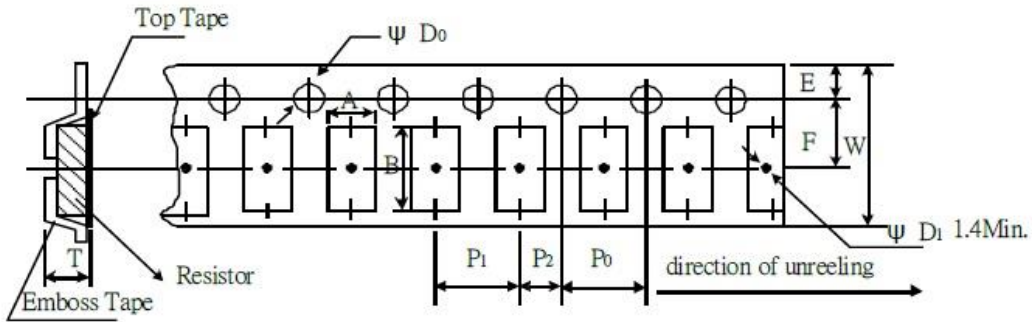 Top Tape
ψ D0
A
E
F
W
B
ψ D1 1.4Min.
T
Resistor
P1
P2
P0
direction of unreeling
Emboss Tape